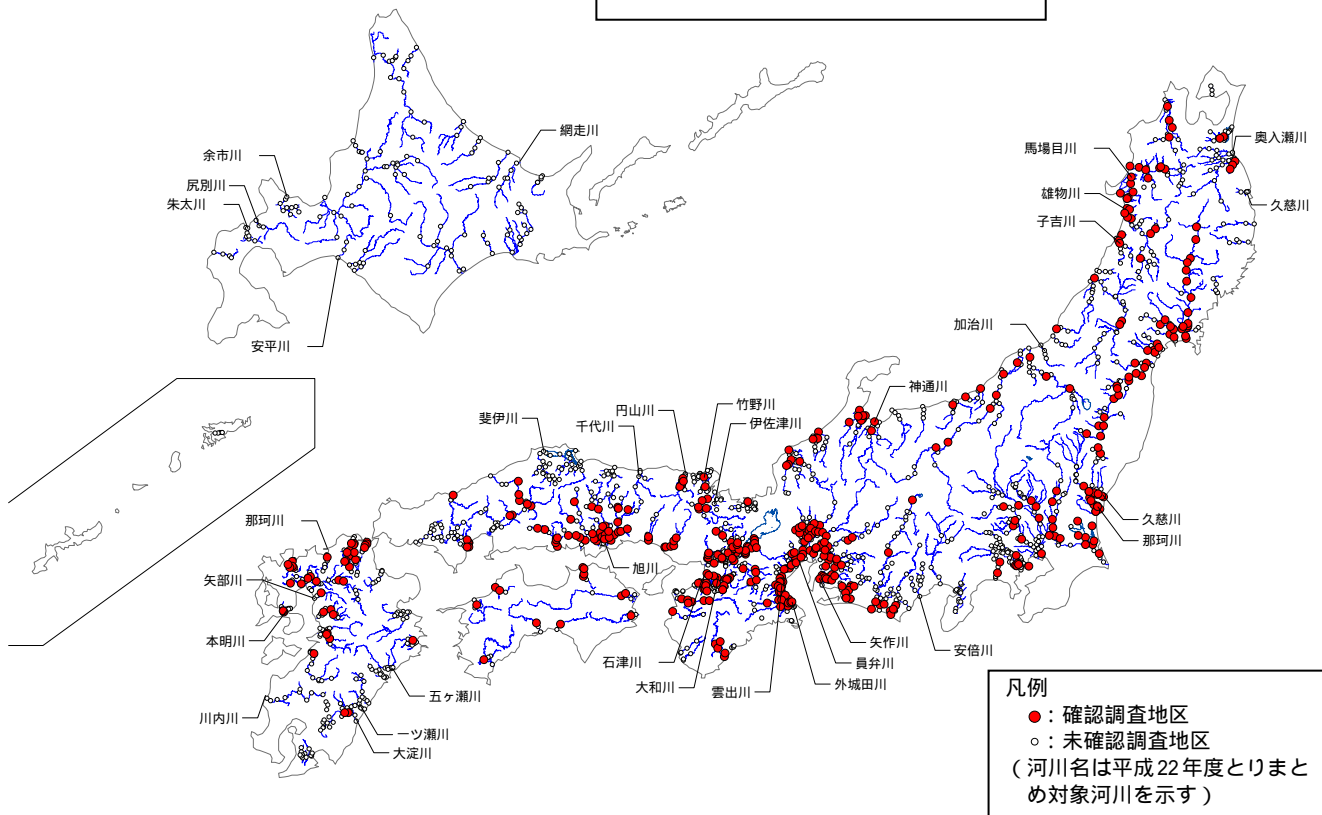 網走川
余市川
尻別川
朱太川
安平川
奥入瀬川
馬場目川
雄物川
久慈川
子吉川
加治川
神通川
竹野川
円山川
伊佐津川
斐伊川
千代川
那珂川
久慈川
那珂川
旭川
矢部川
矢作川
本明川
安倍川
石津川
員弁川
大和川
外城田川
雲出川
五ヶ瀬川
川内川
一ツ瀬川
大淀川
凡例
●：確認調査地区
○：未確認調査地区
(河川名は平成22年度とりまと
め対象河川を示す)